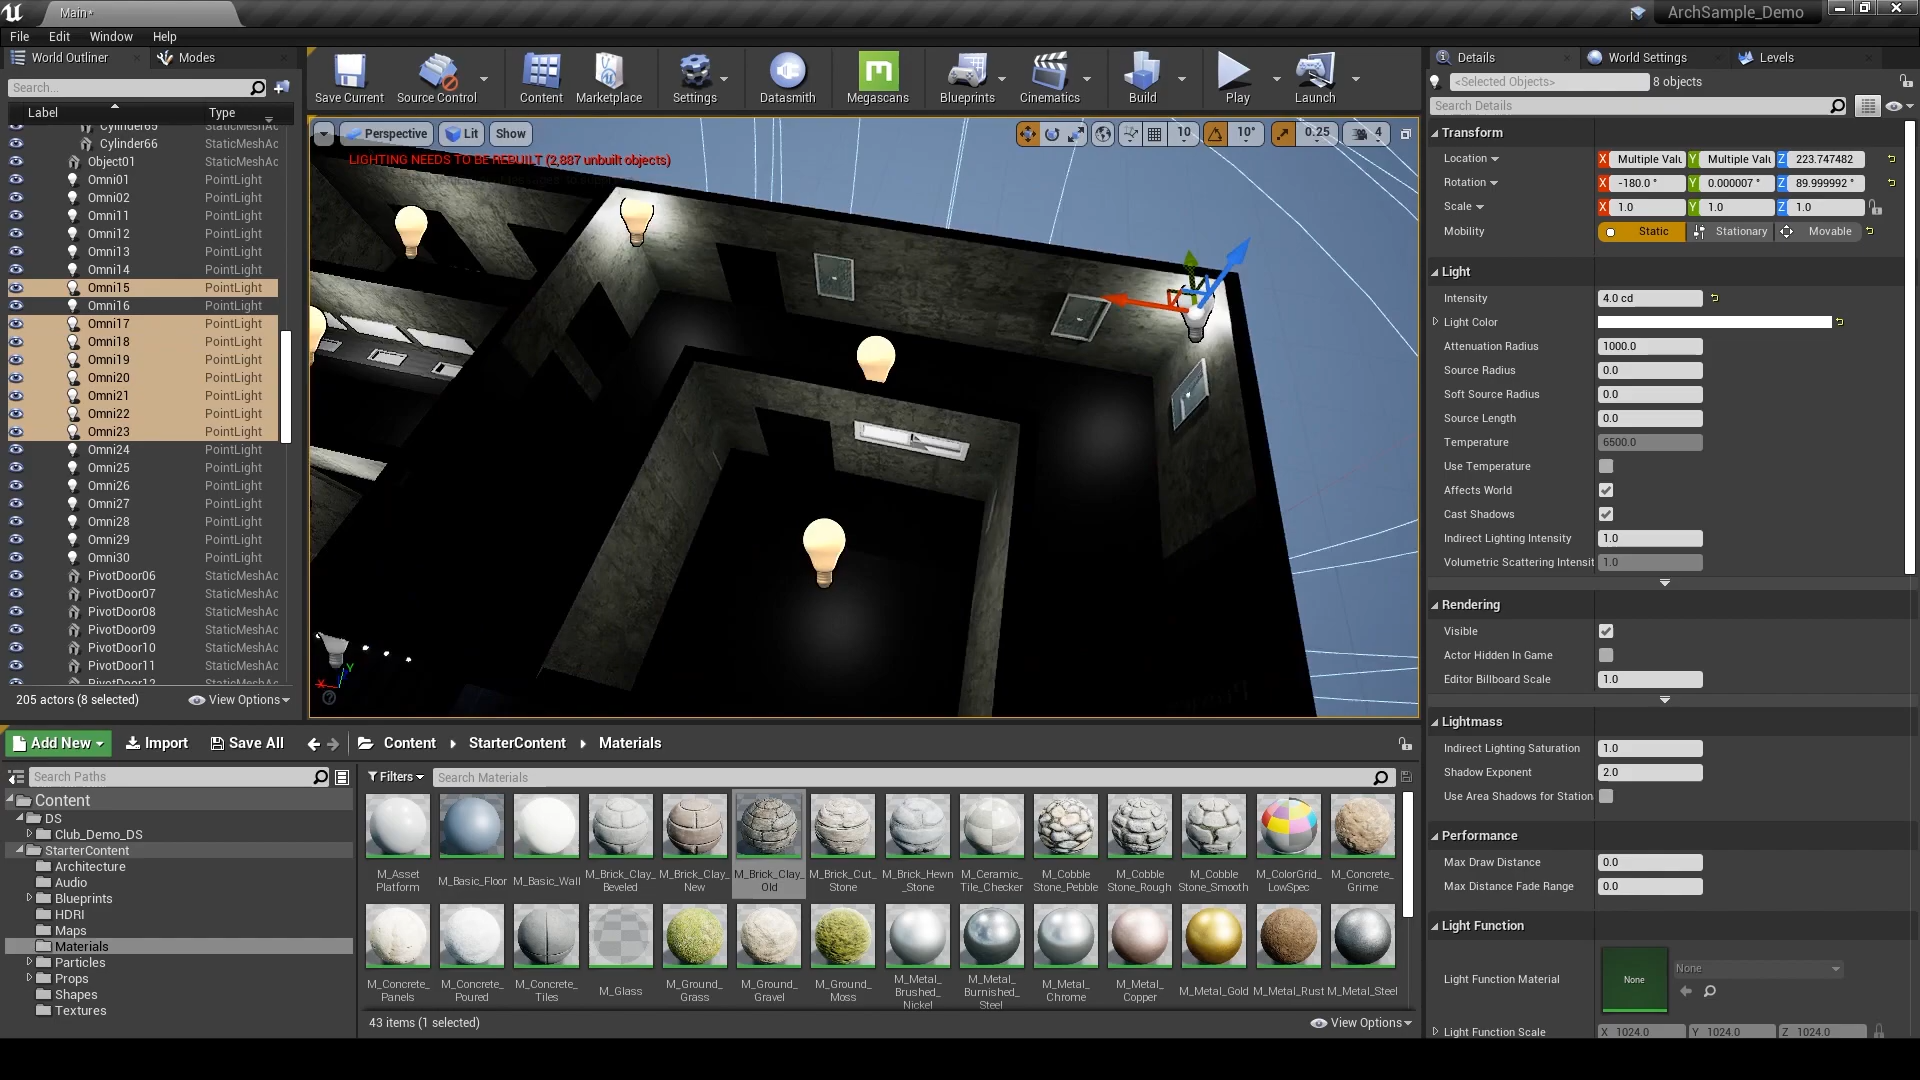 Main*
ArchSample_Demo
File Edit Window Help
World Outliner
Modes
Search...
Label Type
Cylinder65 StaticMeshAc
Cylinder66 StaticMeshAc
Object01 StaticMeshAc
Omni01 PointLight
Omni02 PointLight
Omni11 PointLight
Omni12 PointLight
Omni13 PointLight
Omni14 PointLight
Omni15 PointLight
Omni16 PointLight
Omni17 PointLight
Omni18 PointLight
Omni19 PointLight
Omni20 PointLight
Omni21 PointLight
Omni22 PointLight
Omni23 PointLight
Omni24 PointLight
Omni25 PointLight
Omni26 PointLight
Omni27 PointLight
Omni28 PointLight
Omni29 PointLight
Omni30 PointLight
PivotDoor06 StaticMeshAc
PivotDoor07 StaticMeshAc
PivotDoor08 StaticMeshAc
PivotDoor09 StaticMeshAc
PivotDoor10 StaticMeshAc
PivotDoor11 StaticMeshAc
PivotDoor12 StaticMeshAc
205 actors (8 selected)
View Options
Save Current
Source Control
Content
Marketplace
Settings
Datasmith
Megascans
Blueprints
Cinematics
Build
Play
Launch
Perspective
Lit
Show
10
10°
0.25
4
LIGHTING NEEDS TO BE REBUILT (2,887 unbuilt objects)
X
Y
Details
World Settings
Levels
<Selected Objects> 8 objects
Search Details
Transform
Location X Multiple Valu Y Multiple Valu Z 223.747482
Rotation X -180.0 ° Y 0.000007 ° Z 89.999992 °
Scale X 1.0 Y 1.0 Z 1.0
Mobility Static Stationary Movable
Light
Intensity 4.0 cd
Light Color
Attenuation Radius 1000.0
Source Radius 0.0
Soft Source Radius 0.0
Source Length 0.0
Temperature 6500.0
Use Temperature
Affects World
Cast Shadows
Indirect Lighting Intensity 1.0
Volumetric Scattering Intensit 1.0
Rendering
Visible
Actor Hidden In Game
Editor Billboard Scale 1.0
Lightmass
Indirect Lighting Saturation 1.0
Shadow Exponent 2.0
Use Area Shadows for Station
Performance
Max Draw Distance 0.0
Max Distance Fade Range 0.0
Light Function
Light Function Material None None
Light Function Scale X 1024.0 Y 1024.0 Z 1024.0
Add New
Import
Save All
Content
StarterContent
Materials
Search Paths
Content
DS
Club_Demo_DS
StarterContent
Architecture
Audio
Blueprints
HDRI
Maps
Materials
Particles
Props
Shapes
Textures
Filters
Search Materials
M_Asset
Platform
M_Basic_Floor
M_Basic_Wall
M_Brick_Clay_
Beveled
M_Brick_Clay_
New
M_Brick_Clay_
Old
M_Brick_Cut_
Stone
M_Brick_Hewn
_Stone
M_Ceramic_
Tile_Checker
M_Cobble
Stone_Pebble
M_Cobble
Stone_Rough
M_Cobble
Stone_Smooth
M_ColorGrid_
LowSpec
M_Concrete_
Grime
M_Concrete_
Panels
M_Concrete_
Poured
M_Concrete_
Tiles
M_Glass
M_Ground_
Grass
M_Ground_
Gravel
M_Ground_
Moss
M_Metal_
Brushed_
Nickel
M_Metal_
Burnished_
Steel
M_Metal_
Chrome
M_Metal_
Copper
M_Metal_Gold
M_Metal_Rust
M_Metal_Steel
43 items (1 selected)
View Options